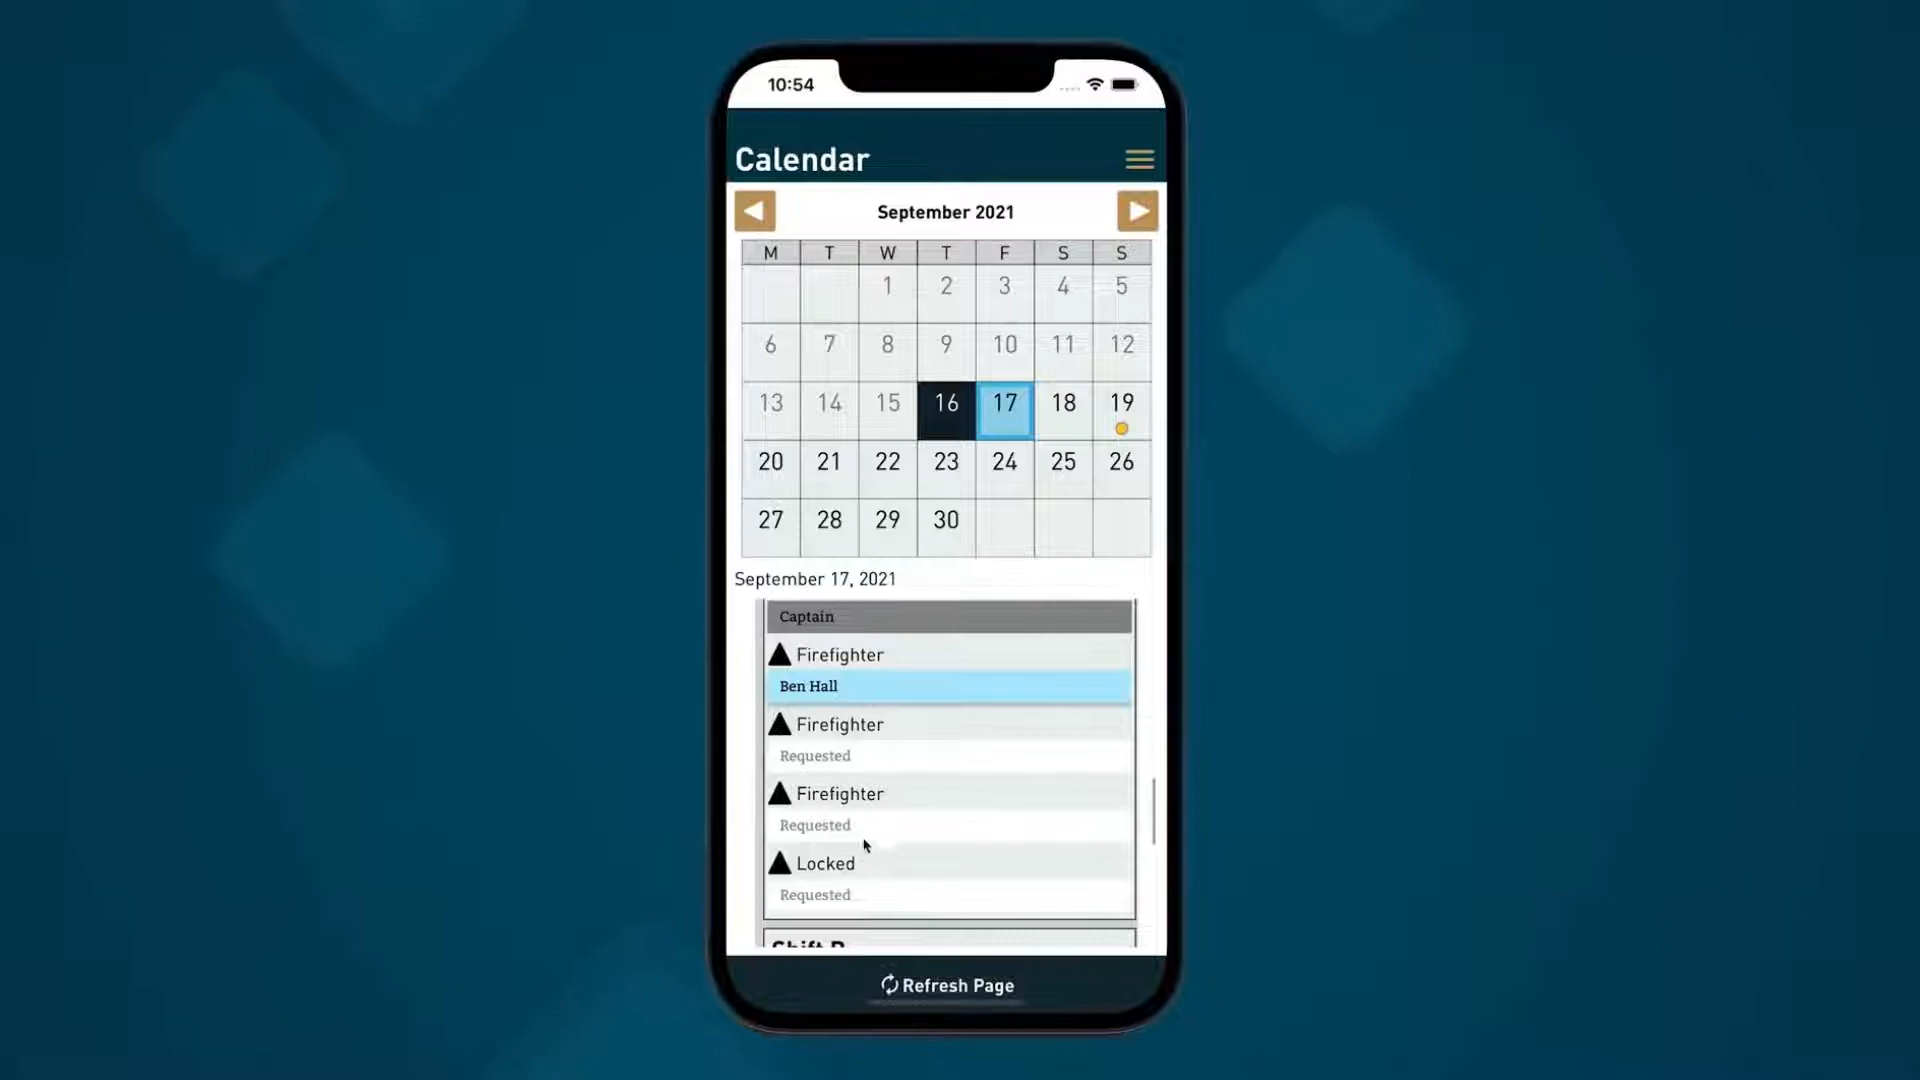 10:54
Calendar
September 2021
M T W T F S S
1 2 3 4 5
6 7 8 9 10 11 12
13 14 15 16 17 18 19
20 21 22 23 24 25 26
27 28 29 30
September 17, 2021
Captain
Firefighter
Ben Hall
Firefighter
Requested
Firefighter
Requested
Locked
Requested
Shift B
Refresh Page